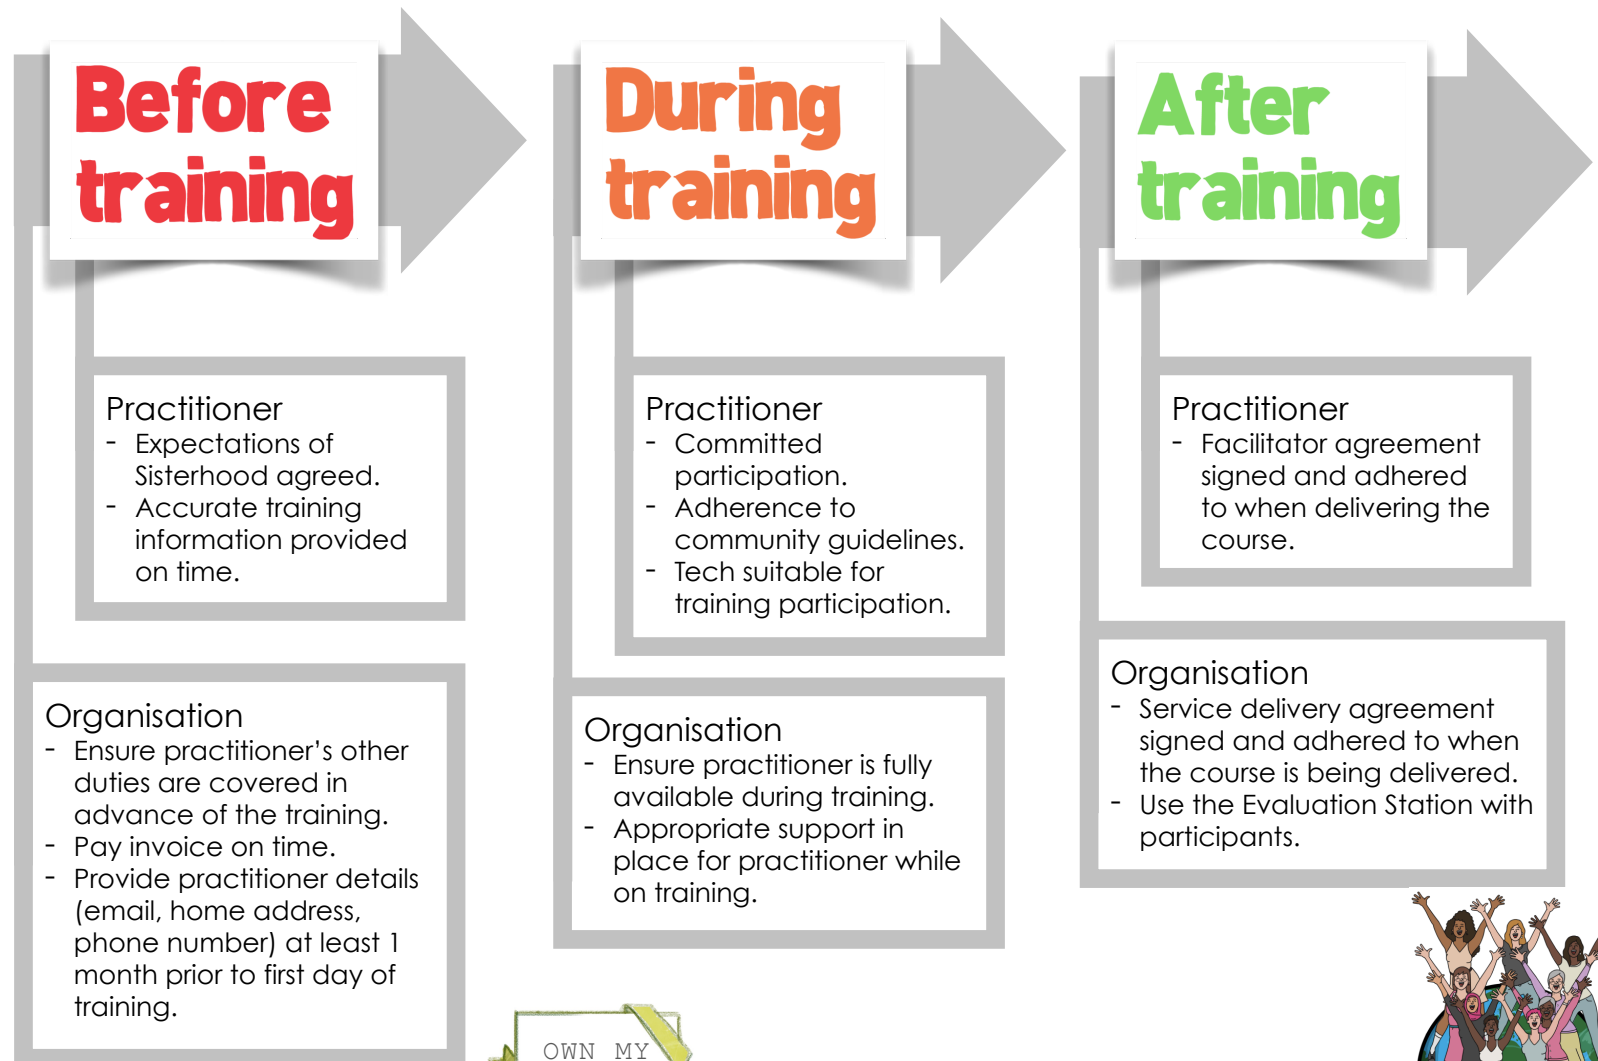 Before
training
Practitioner
- Expectations of
Sisterhood agreed.
- Accurate training
information provided
on time.
Organisation
- Ensure practitioner’s other
duties are covered in
advance of the training.
- Pay invoice on time.
- Provide practitioner details
(email, home address,
phone number) at least 1
month prior to first day of
training.
During
training
Practitioner
- Committed
participation.
- Adherence to
community guidelines.
- Tech suitable for
training participation.
Organisation
- Ensure practitioner is fully
available during training.
- Appropriate support in
place for practitioner while
on training.
After
training
Practitioner
- Facilitator agreement
signed and adhered
to when delivering the
course.
Organisation
- Service delivery agreement
signed and adhered to when
the course is being delivered.
- Use the Evaluation Station with
participants.
OWN MY